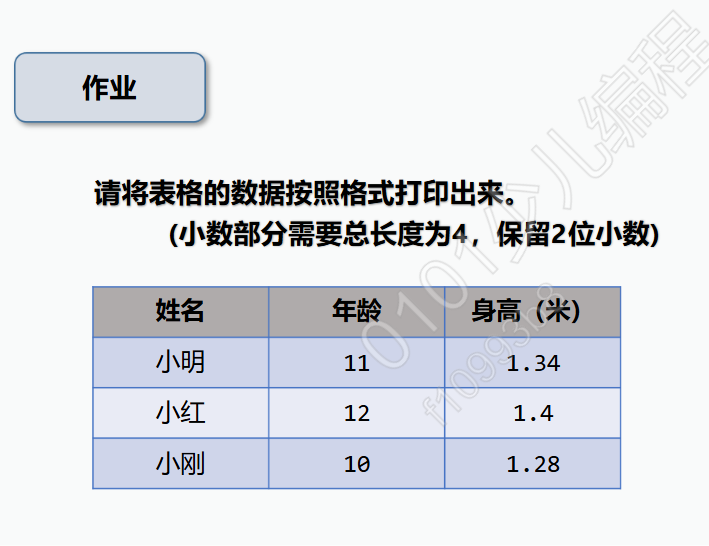 作业
请将表格的数据按照格式打印出来。
(小数部分需要总长度为4，保留2位小数)
姓名 年龄 身高（米）
小明 11 1.34
小红 12 1.4
小刚 10 1.28
0101少儿编程
f10993b8